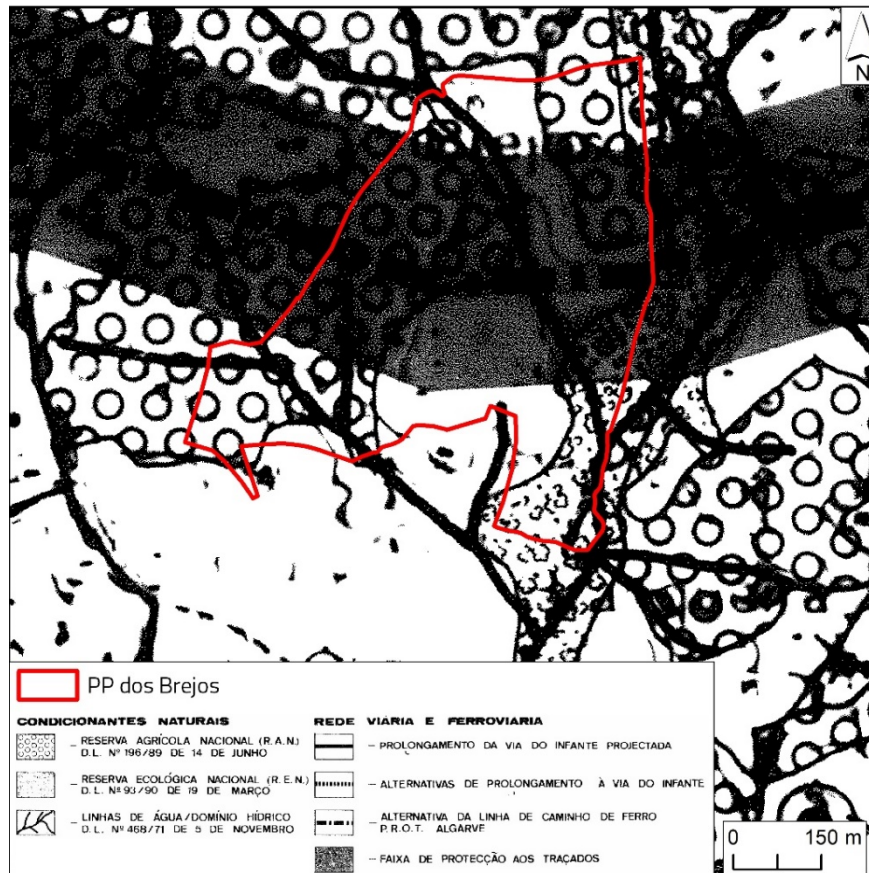 N
PP dos Brejos
CONDICIONANTES NATURAIS
- RESERVA AGRÍCOLA NACIONAL (R.A.N.)
D.L. Nº 196/89 DE 14 DE JUNHO
- RESERVA ECOLÓGICA NACIONAL (R.E.N.)
D.L. Nº 93/90 DE 19 DE MARÇO
- LINHAS DE ÁGUA/DOMÍNIO HÍDRICO
D.L. Nº 468/71 DE 5 DE NOVEMBRO
REDE VIÁRIA E FERROVIARIA
- PROLONGAMENTO DA VIA DO INFANTE PROJECTADA
- ALTERNATIVAS DE PROLONGAMENTO À VIA DO INFANTE
- ALTERNATIVA DA LINHA DE CAMINHO DE FERRO
P.R.O.T. ALGARVE
- FAIXA DE PROTECÇÃO AOS TRAÇADOS
0 150 m